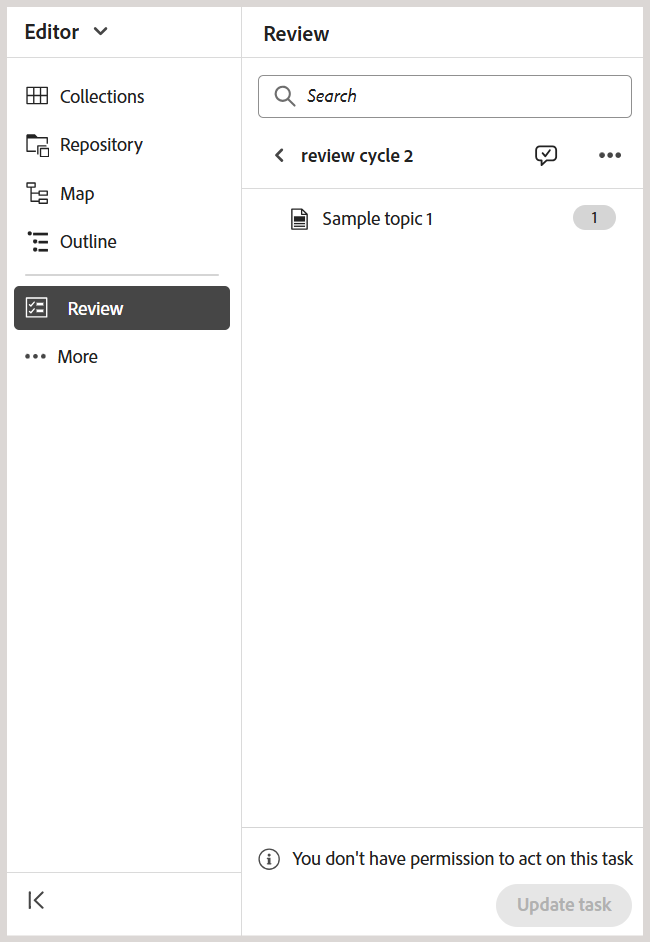 Editor
Collections
Repository
Map
Outline
Review
More
Review
Search
review cycle 2
Sample topic 1
1
You don't have permission to act on this task
Update task